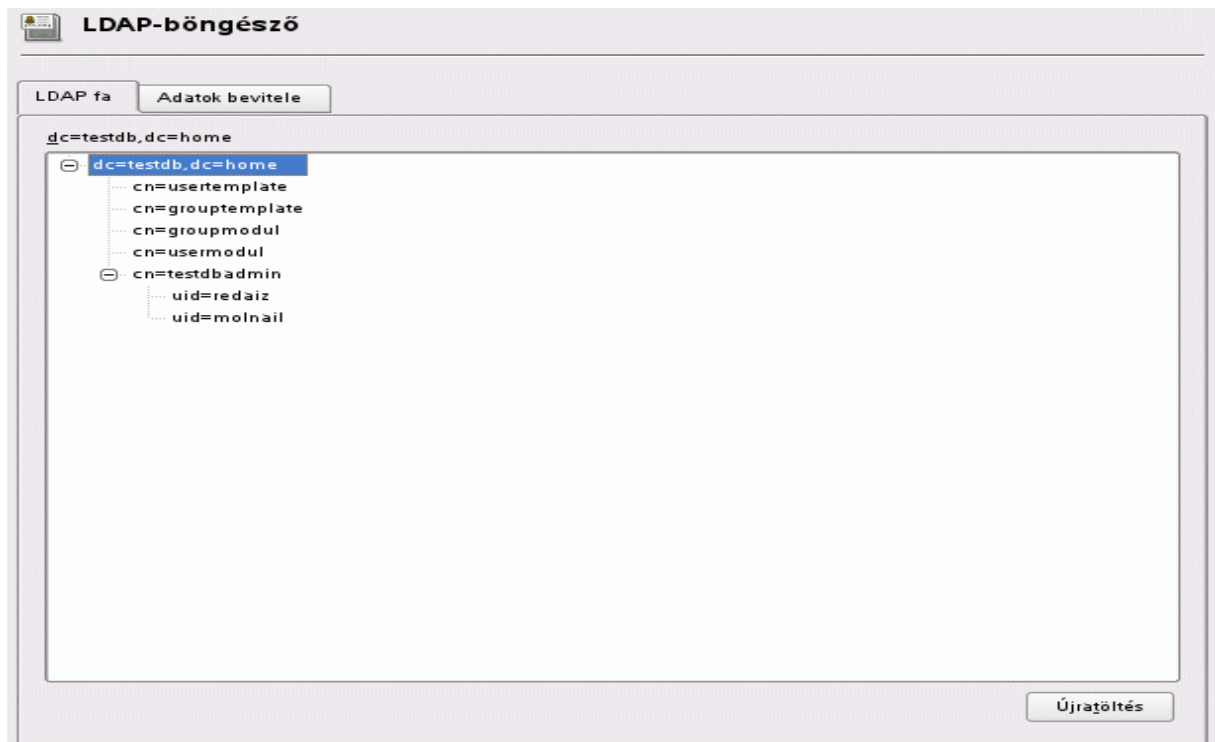 LDAP-böngésző
LDAP fa
Adatok bevitele
dc=testdb,dc=home
dc=testdb,dc=home
cn=usertemplate
cn=grouptemplate
cn=groupmodul
cn=usermodul
cn=testdbadmin
uid=redaiz
uid=molnail
Újratöltés